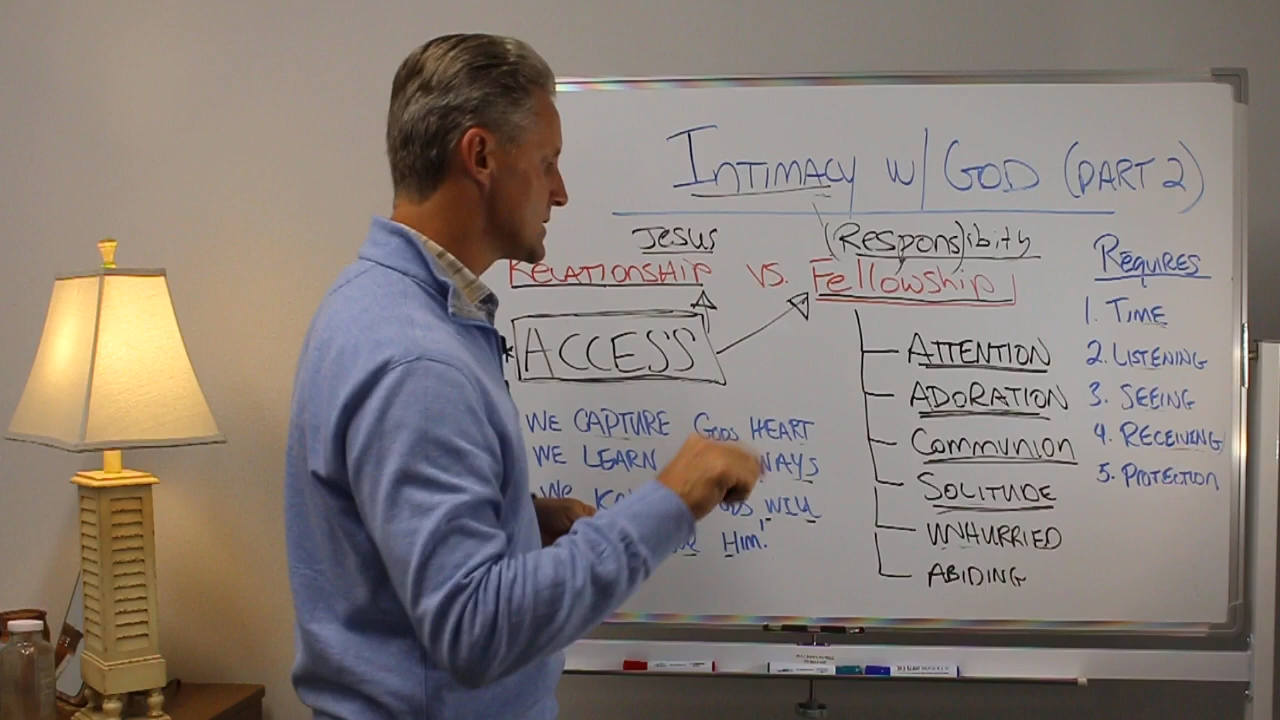 INTIMACY W/ GOD (PART 2)
JESUS
(RESPONS)ibity
RELATIONSHIP VS. Fellowship
ACCESS
WE CAPTURE GODS HEART
WE LEARN WAYS
WE WILL
HIM!
ATTENTION
ADORATION
COMMUNION
SOLITUDE
UNHURRIED
ABIDING
REQUIRES
1. TIME
2. LISTENING
3. SEEING
4. RECEIVING
5. PROTECTION